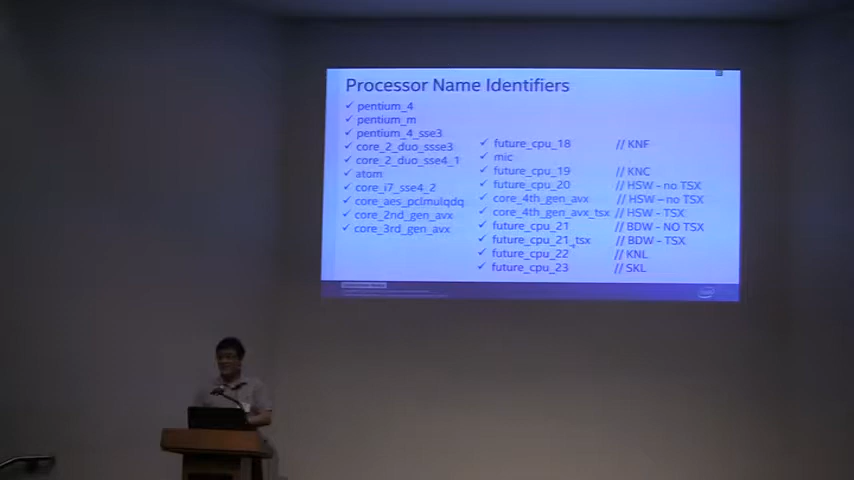 Processor Name Identifiers
✓ pentium_4
✓ pentium_m
✓ pentium_4_sse3
✓ core_2_duo_ssse3
✓ core_2_duo_sse4_1
✓ atom
✓ core_i7_sse4_2
✓ core_aes_pclmulqdq
✓ core_2nd_gen_avx
✓ core_3rd_gen_avx
✓ future_cpu_18 // KNF
✓ mic
✓ future_cpu_19 // KNC
✓ future_cpu_20 // HSW - no TSX
✓ core_4th_gen_avx // HSW – no TSX
✓ core_4th_gen_avx_tsx // HSW - TSX
✓ future_cpu_21 // BDW - NO TSX
✓ future_cpu_21_tsx // BDW - TSX
✓ future_cpu_22 // KNL
✓ future_cpu_23 // SKL
intel